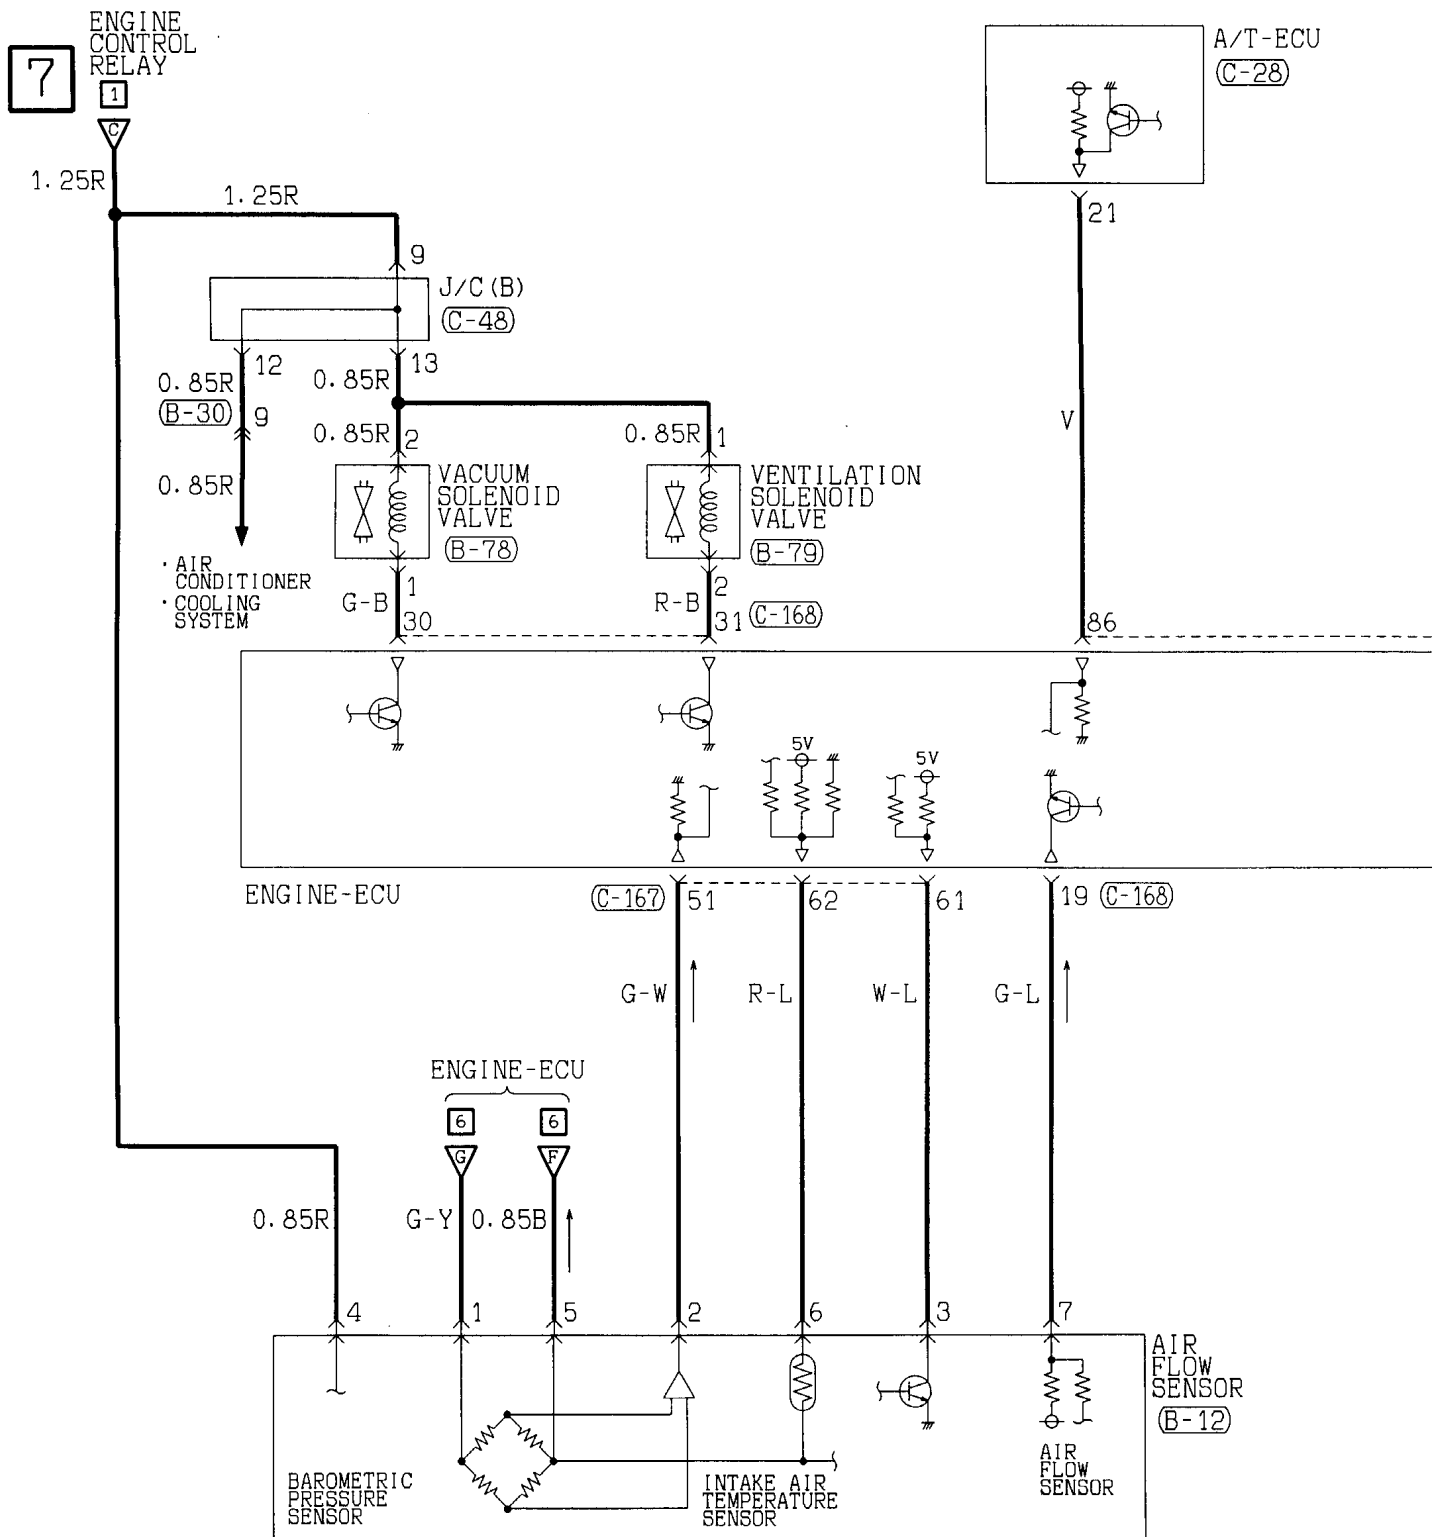 7
ENGINE
CONTROL
RELAY
1
C
1.25R
1.25R
9
J/C(B)
(C-48)
12
13
0.85R
0.85R
(B-30)
9
0.85R
2
0.85R
1
0.85R
VACUUM
SOLENOID
VALVE
(B-78)
VENTILATION
SOLENOID
VALVE
(B-79)
· AIR
CONDITIONER
· COOLING
SYSTEM
1
G-B
30
2
R-B
31
(C-168)
A/T-ECU
(C-28)
21
V
86
5V
5V
ENGINE-ECU
(C-167)
51
62
61
19
(C-168)
G-W
R-L
W-L
G-L
ENGINE-ECU
6
6
G
F
0.85R
G-Y
0.85B
4
1
5
2
6
3
7
AIR
FLOW
SENSOR
(B-12)
BAROMETRIC
PRESSURE
SENSOR
INTAKE AIR
TEMPERATURE
SENSOR
AIR
FLOW
SENSOR